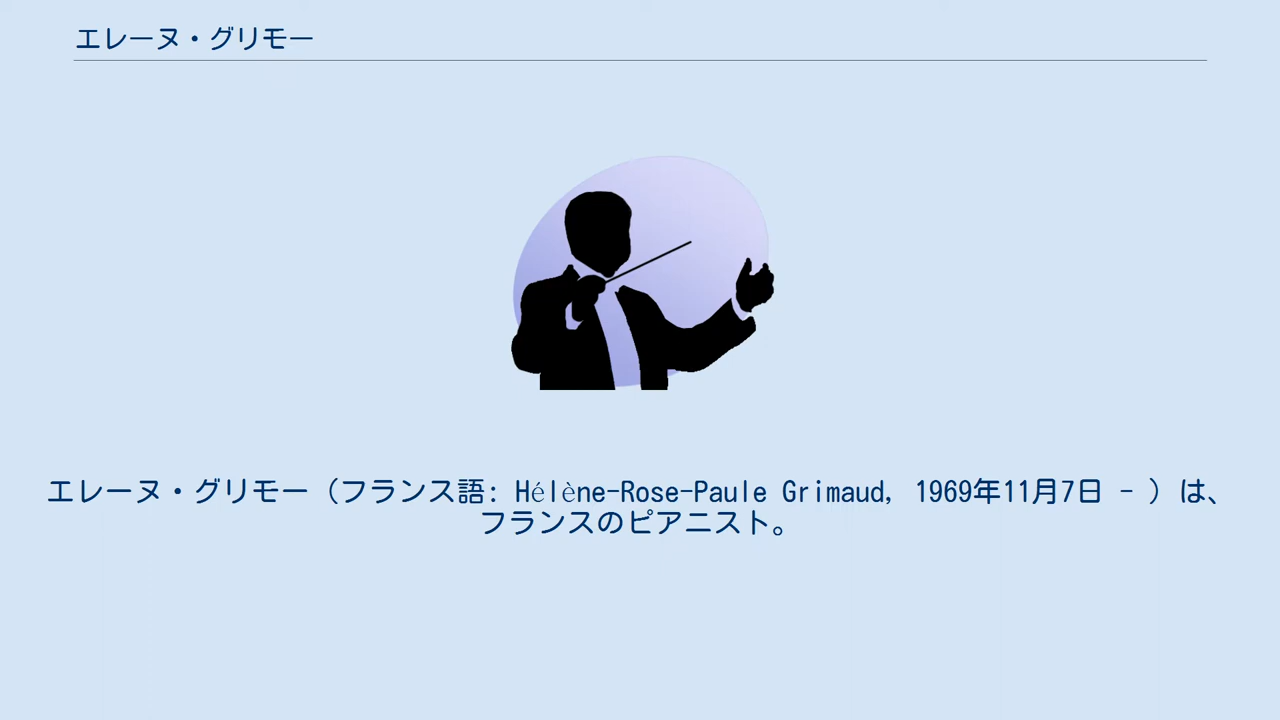 エレーヌ・グリモー
エレーヌ・グリモー（フランス語: Hélène-Rose-Paule Grimaud, 1969年11月7日 - ）は、
フランスのピアニスト。